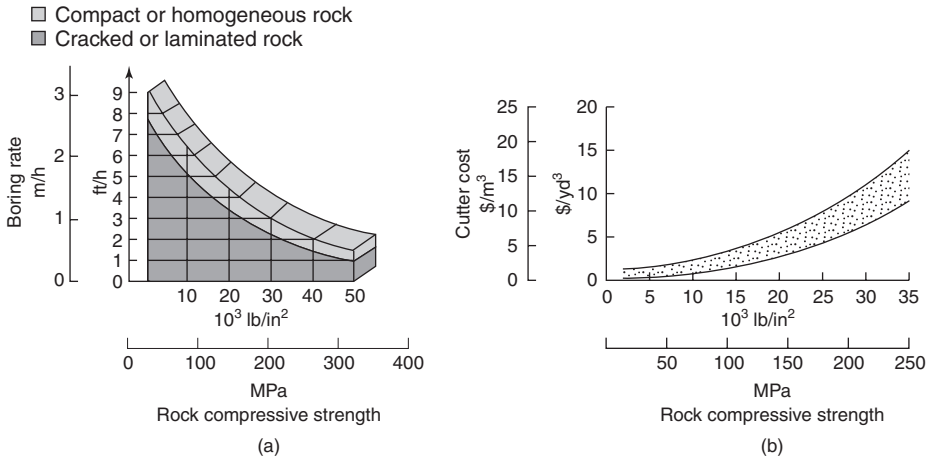 Compact or homogeneous rock
Cracked or laminated rock
Boring rate
m/h
3
2
1
0
ft/h
9
8
7
6
5
4
3
2
1
0
10 20 30 40 50
10³ lb/in²
0 100 200 300 400
MPa
Rock compressive strength
(a)
Cutter cost
$/m³
25
20
15
10
5
0
$/yd³
20
15
10
5
0
0 5 10 15 20 25 30 35
10³ lb/in²
50 100 150 200 250
MPa
Rock compressive strength
(b)